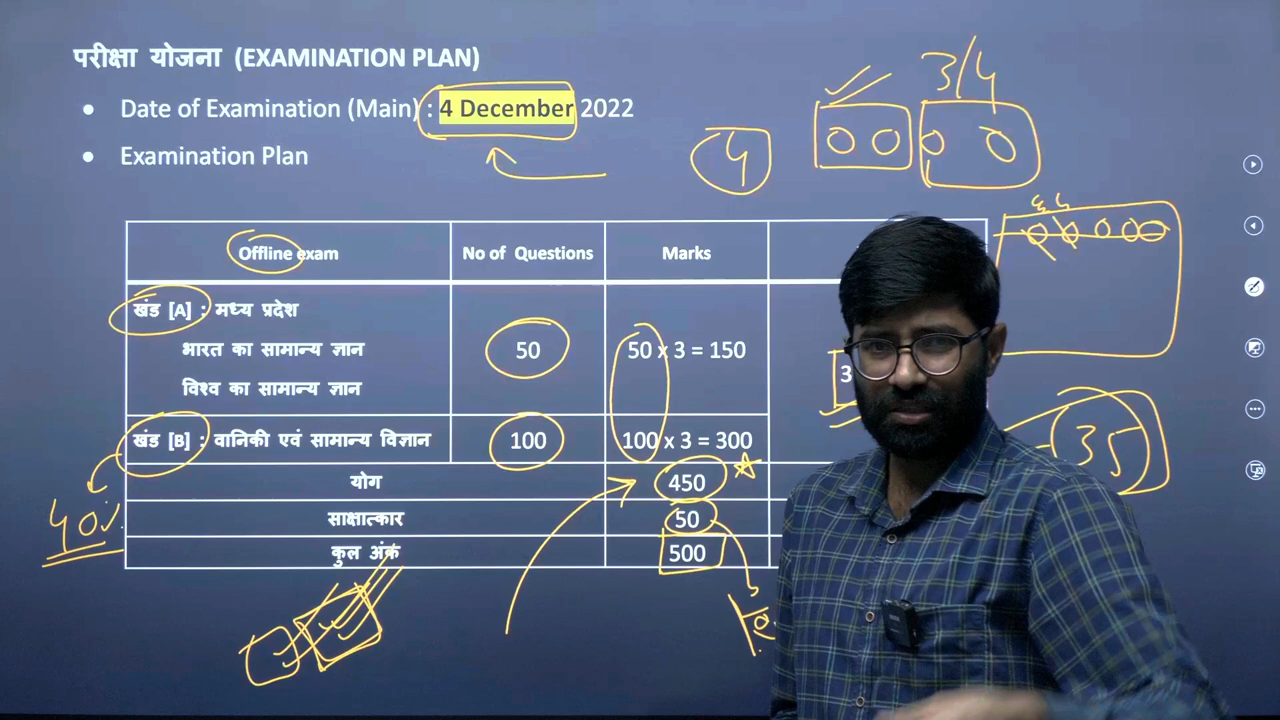 परीक्षा योजना (EXAMINATION PLAN)
• Date of Examination (Main) : 4 December 2022
• Examination Plan
3/4
4
Offline exam No of Questions Marks
खंड [A] : मध्य प्रदेश
भारत का सामान्य ज्ञान 50 50 x 3 = 150
विश्व का सामान्य ज्ञान
3
खंड [B] : वानिकी एवं सामान्य विज्ञान 100 100 x 3 = 300
35
योग 450
साक्षात्कार 50
40
कुल अंक 500